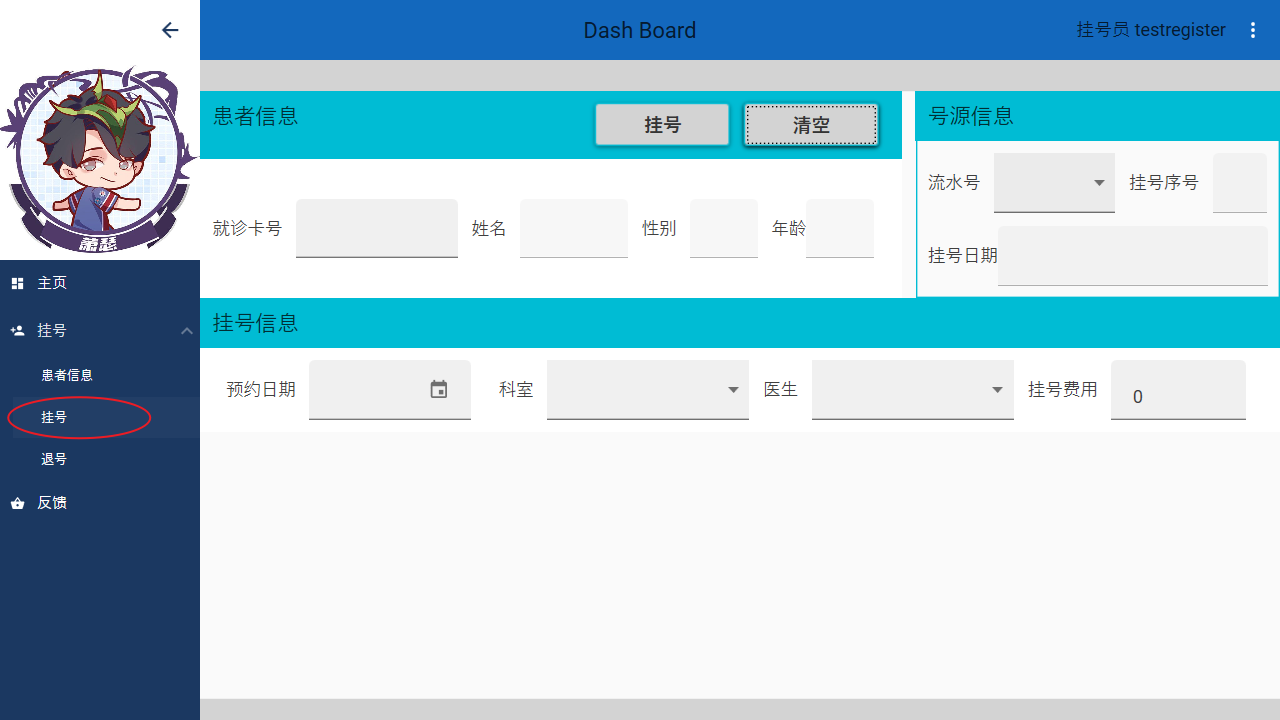 Dash Board
挂号员 testregister
萧瑟
主页
挂号
患者信息
挂号
退号
反馈
患者信息
挂号
清空
就诊卡号
姓名
性别
年龄
号源信息
流水号
挂号序号
挂号日期
挂号信息
预约日期
科室
医生
挂号费用
0